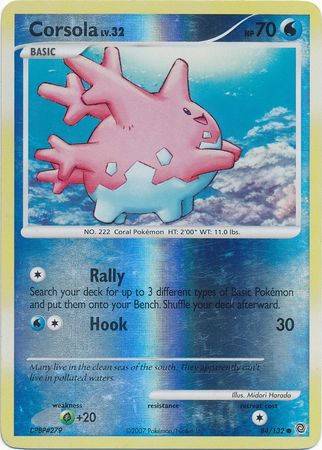 Corsola LV.32 HP 70
BASIC
NO. 222 Coral Pokémon HT: 2'00" WT: 11.0 lbs.
Rally
Search your deck for up to 3 different types of Basic Pokémon
and put them onto your Bench. Shuffle your deck afterward.
Hook 30
Many live in the clean seas of the south. They apparently can't
live in polluted waters.
Illus. Midori Harada
weakness resistance retreat cost
+20
CPBP#279 ©2007 Pokémon/Nintendo 84/132